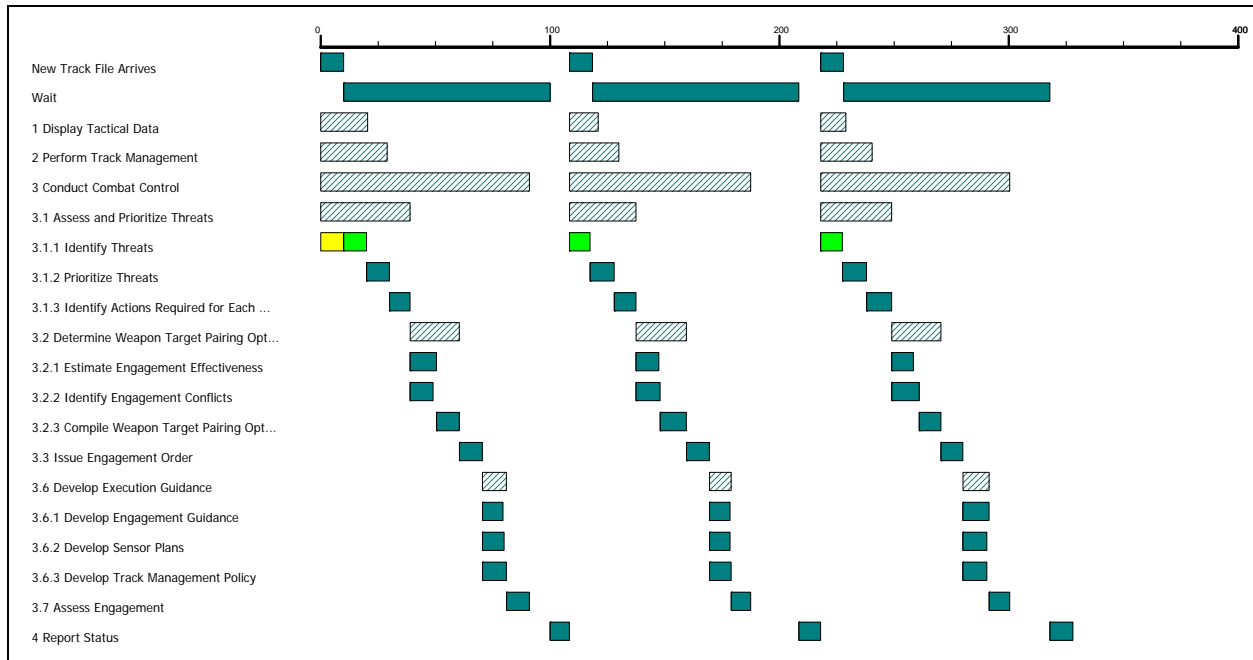 0 100 200 300 400
New Track File Arrives
Wait
1 Display Tactical Data
2 Perform Track Management
3 Conduct Combat Control
3.1 Assess and Prioritize Threats
3.1.1 Identify Threats
3.1.2 Prioritize Threats
3.1.3 Identify Actions Required for Each ...
3.2 Determine Weapon Target Pairing Opt...
3.2.1 Estimate Engagement Effectiveness
3.2.2 Identify Engagement Conflicts
3.2.3 Compile Weapon Target Pairing Opt...
3.3 Issue Engagement Order
3.6 Develop Execution Guidance
3.6.1 Develop Engagement Guidance
3.6.2 Develop Sensor Plans
3.6.3 Develop Track Management Policy
3.7 Assess Engagement
4 Report Status